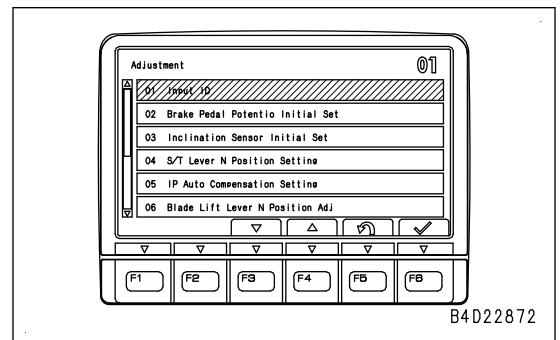 Adjustment 01
01 Input ID
02 Brake Pedal Potentio Initial Set
03 Inclination Sensor Initial Set
04 S/T Lever N Position Setting
05 IP Auto Compensation Setting
06 Blade Lift Lever N Position Adj
F1 F2 F3 F4 F5 F6
B4D22872